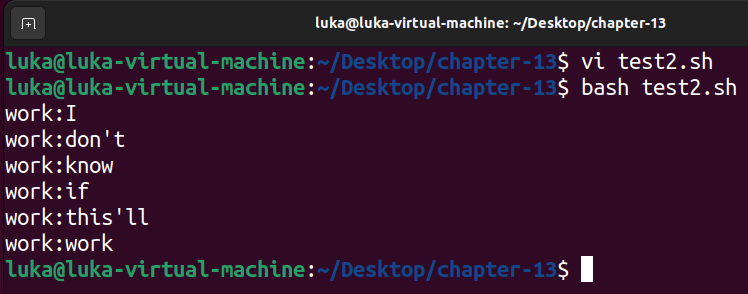 luka@luka-virtual-machine: ~/Desktop/chapter-13
luka@luka-virtual-machine:~/Desktop/chapter-13$ vi test2.sh
luka@luka-virtual-machine:~/Desktop/chapter-13$ bash test2.sh
work:I
work:don't
work:know
work:if
work:this'll
work:work
luka@luka-virtual-machine:~/Desktop/chapter-13$